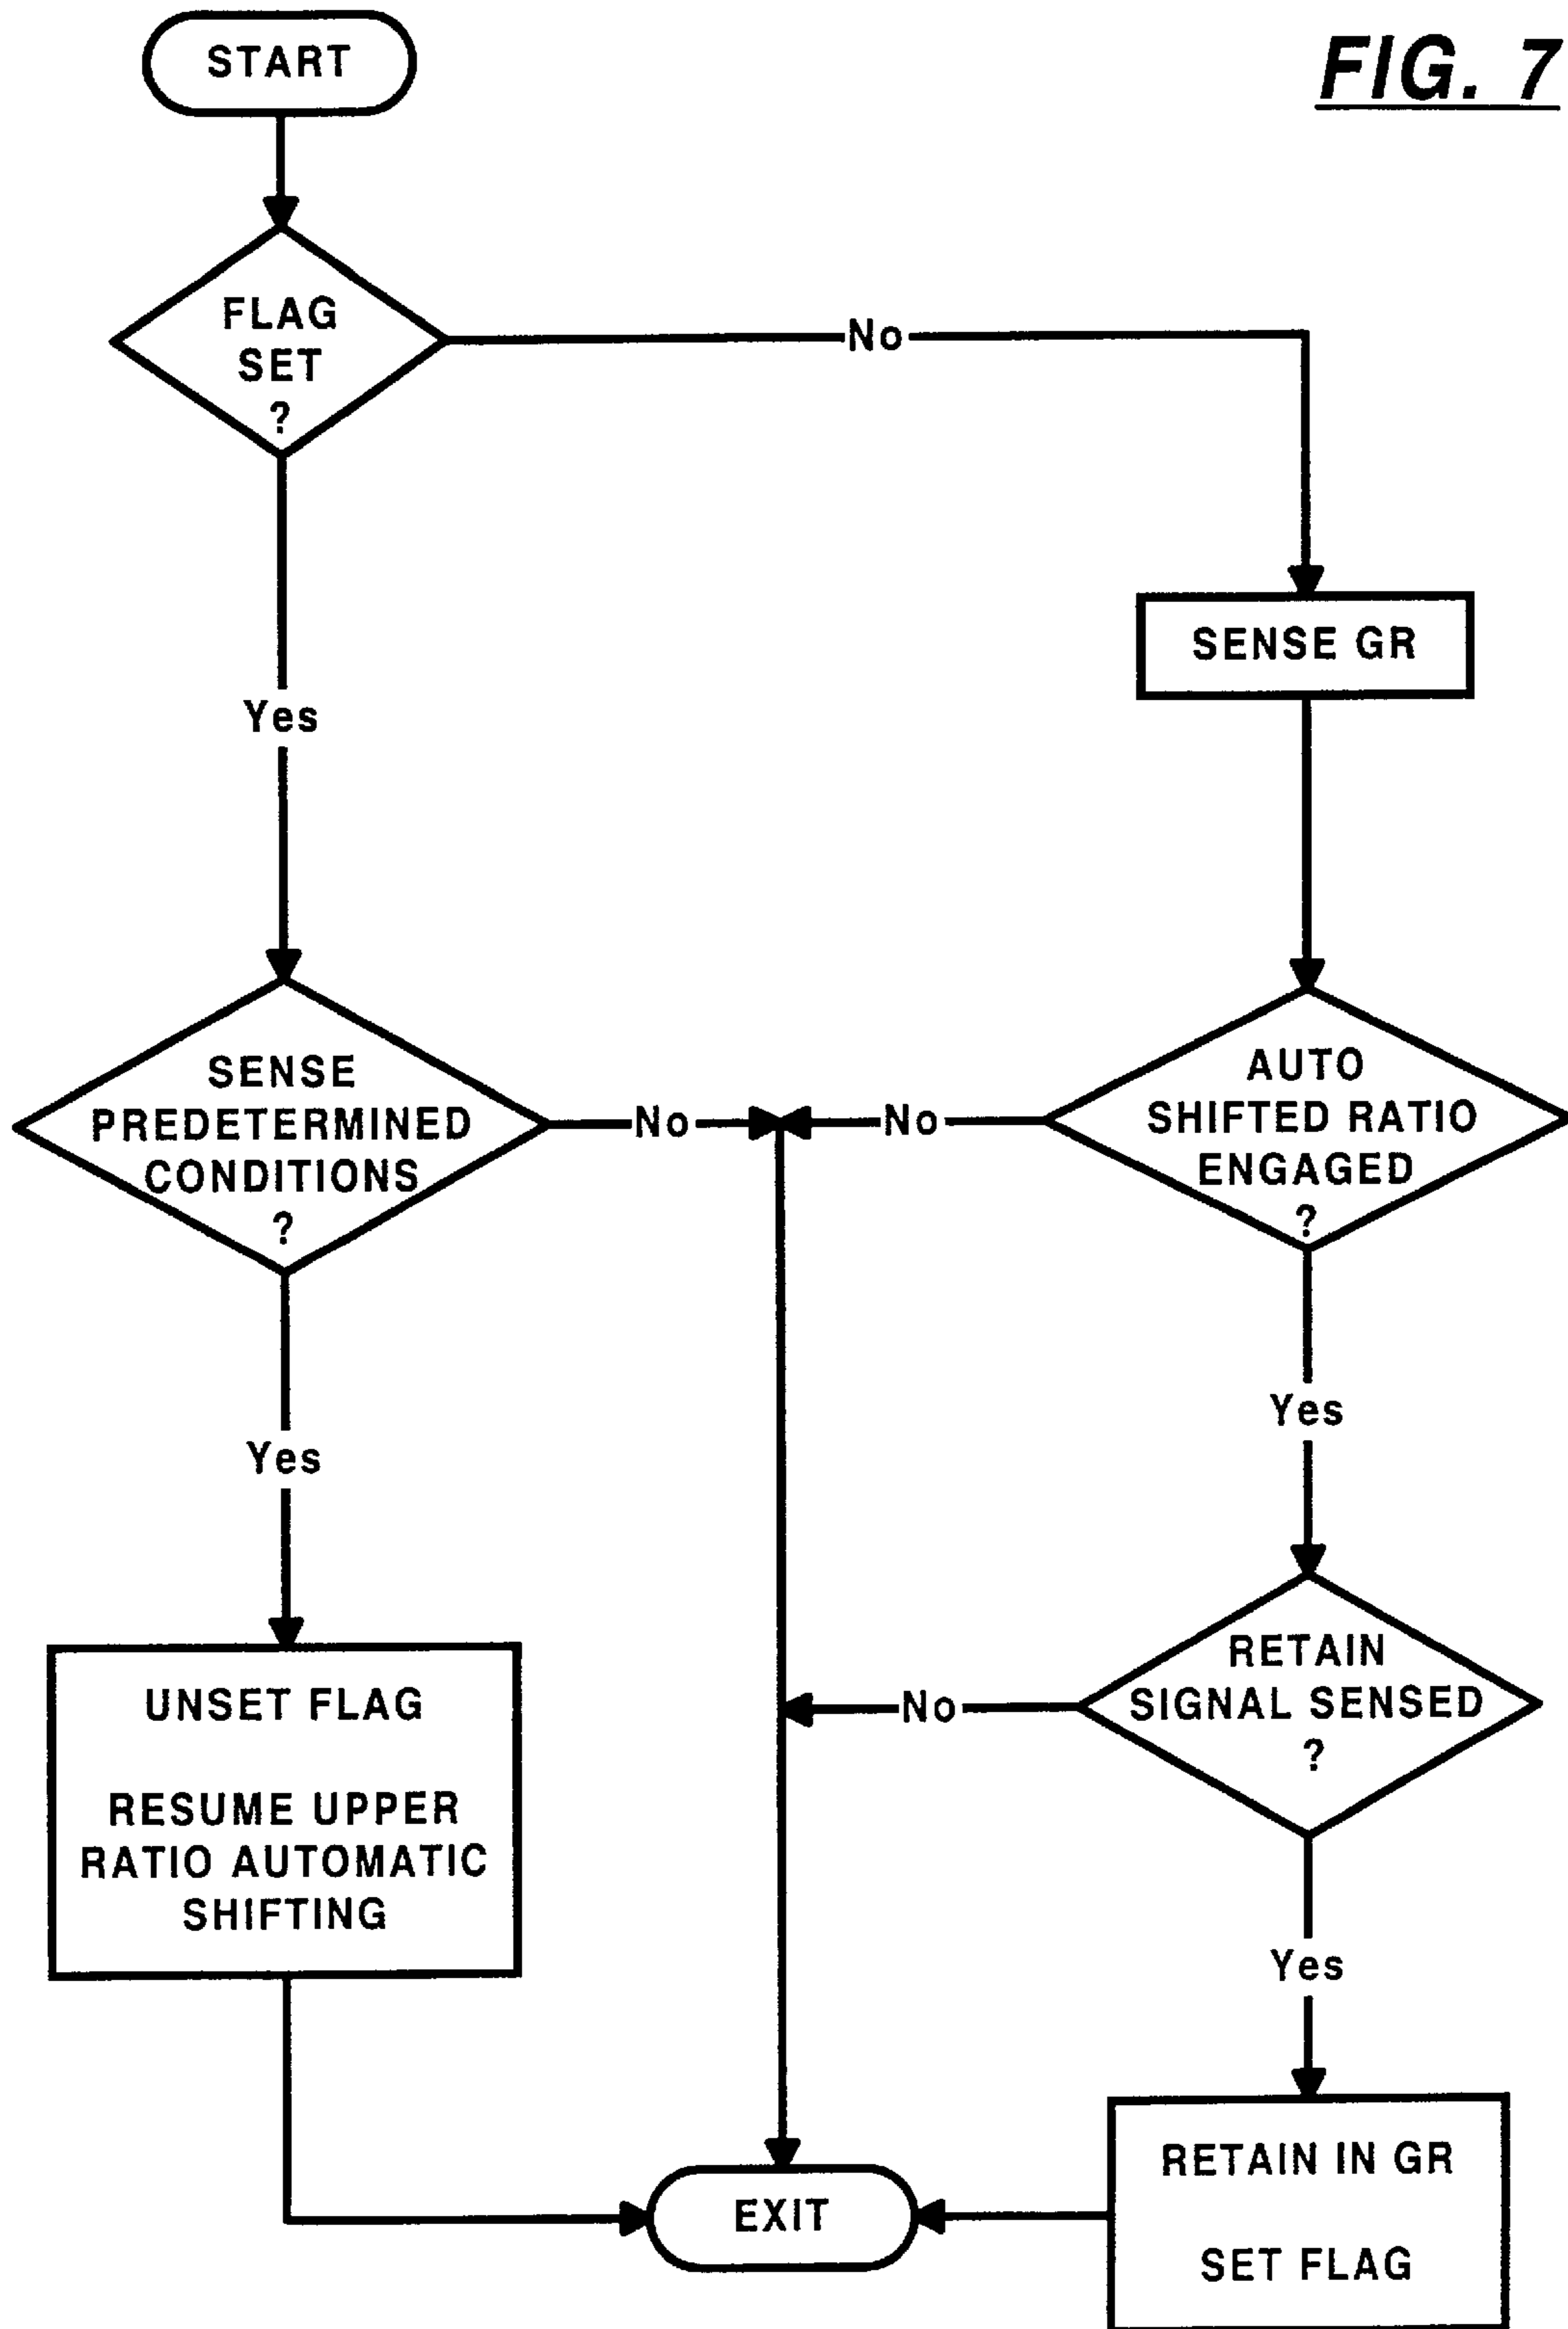 START
FIG. 7
FLAG
SET
?
No
SENSE GR
Yes
SENSE
PREDETERMINED
CONDITIONS
?
No
No
AUTO
SHIFTED RATIO
ENGAGED
?
Yes
Yes
UNSET FLAG
RESUME UPPER
RATIO AUTOMATIC
SHIFTING
No
RETAIN
SIGNAL SENSED
?
Yes
EXIT
RETAIN IN GR
SET FLAG